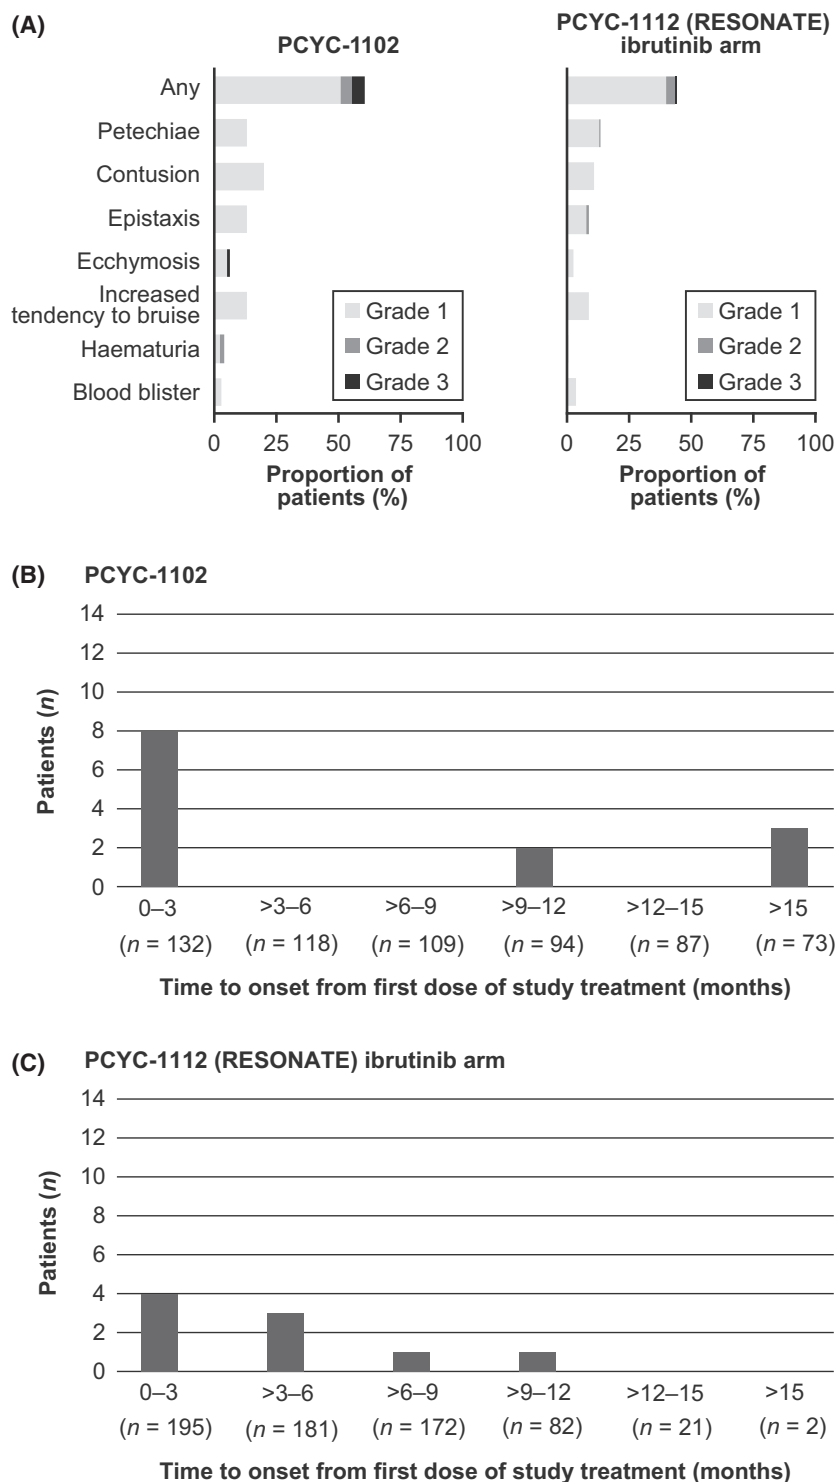 (A)
PCYC-1102
PCYC-1112 (RESONATE)
ibrutinib arm
Any
Petechiae
Contusion
Epistaxis
Ecchymosis
Increased
tendency to bruise
Haematuria
Blood blister
Grade 1
Grade 2
Grade 3
0 25 50 75 100
Proportion of
patients (%)
Grade 1
Grade 2
Grade 3
0 25 50 75 100
Proportion of
patients (%)
(B) PCYC-1102
Patients (n)
14
12
10
8
6
4
2
0
0–3 >3–6 >6–9 >9–12 >12–15 >15
(n = 132) (n = 118) (n = 109) (n = 94) (n = 87) (n = 73)
Time to onset from first dose of study treatment (months)
(C) PCYC-1112 (RESONATE) ibrutinib arm
Patients (n)
14
12
10
8
6
4
2
0
0–3 >3–6 >6–9 >9–12 >12–15 >15
(n = 195) (n = 181) (n = 172) (n = 82) (n = 21) (n = 2)
Time to onset from first dose of study treatment (months)